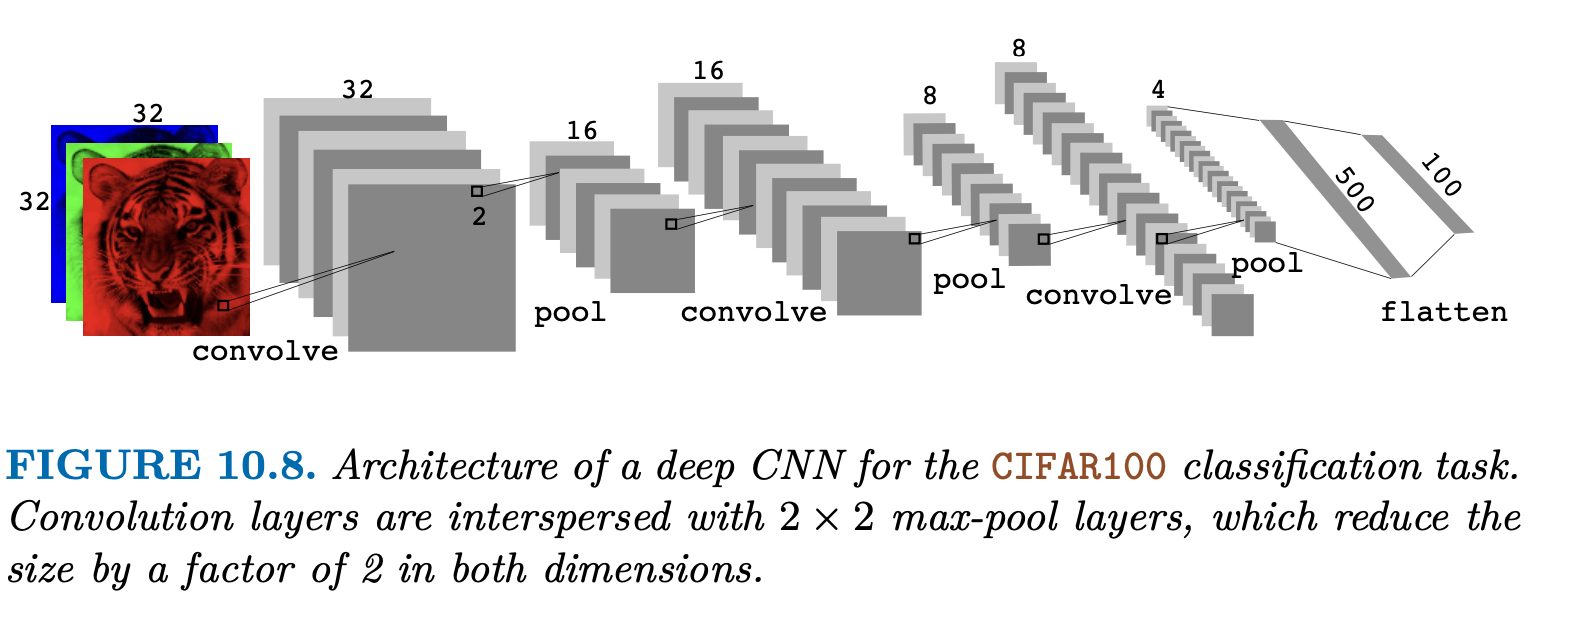 32
32
convolve
32
2
16
pool
16
convolve
8
pool
8
convolve
4
pool
500
100
flatten
FIGURE 10.8. Architecture of a deep CNN for the CIFAR100 classification task.
Convolution layers are interspersed with 2 × 2 max-pool layers, which reduce the
size by a factor of 2 in both dimensions.